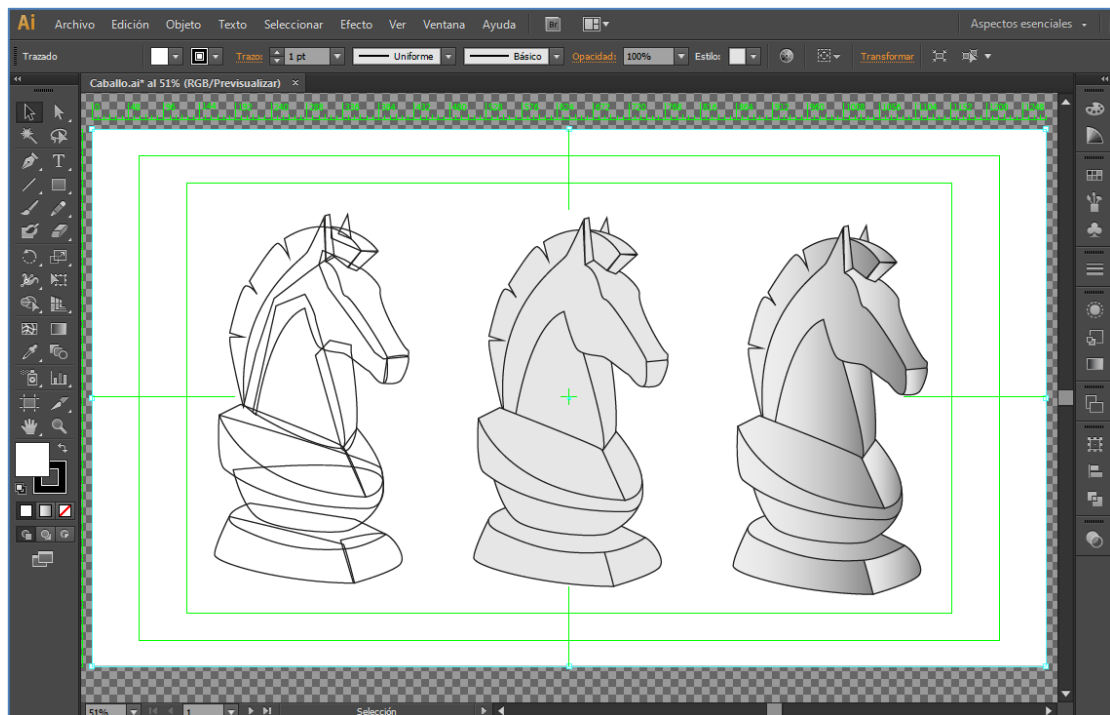 Ai Archivo Edición Objeto Texto Seleccionar Efecto Ver Ventana Ayuda Br Aspectos esenciales
Trazado Trazo: 1 pt Uniforme Básico Opacidad: 100% Estilo: Transformar
Caballo.ai* al 51% (RGB/Previsualizar) ×
T
51% 1 Selección